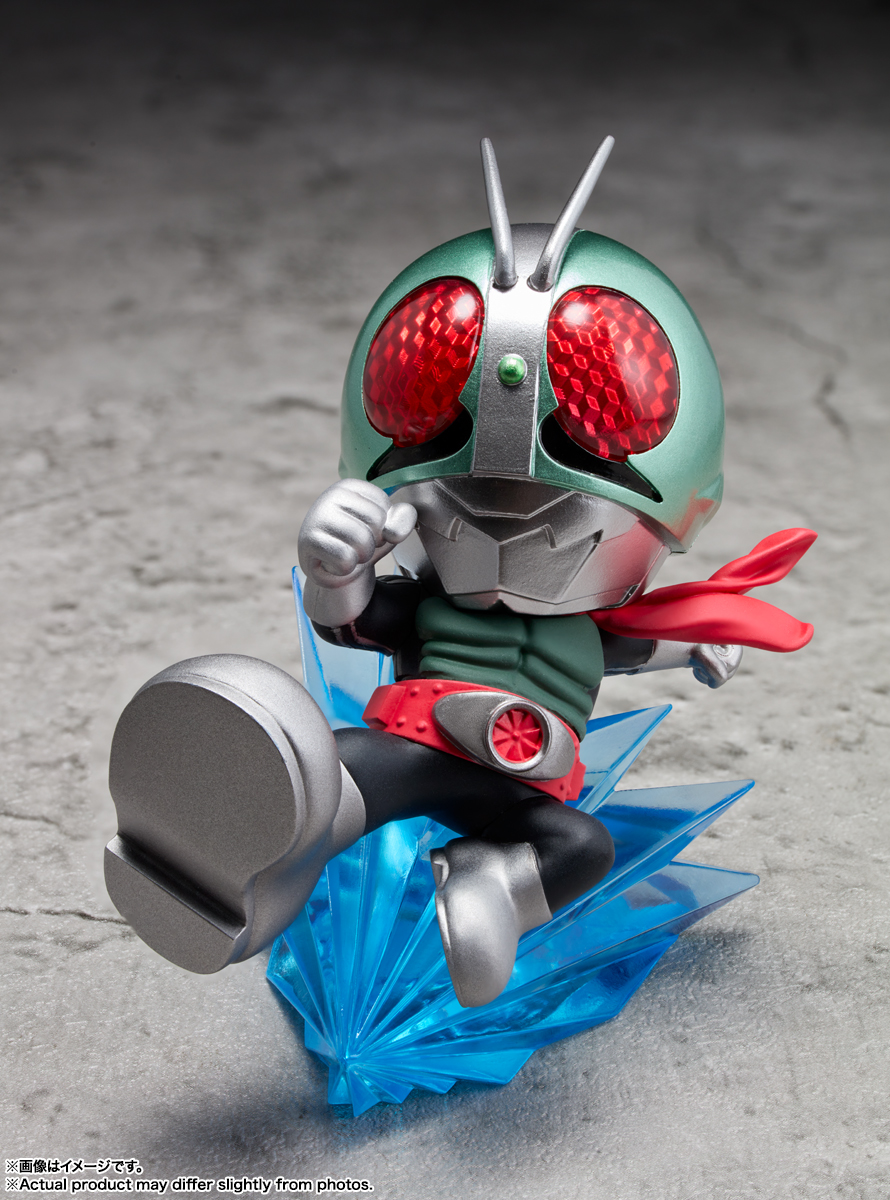 ※画像はイメージです。
※Actual product may differ slightly from photos.